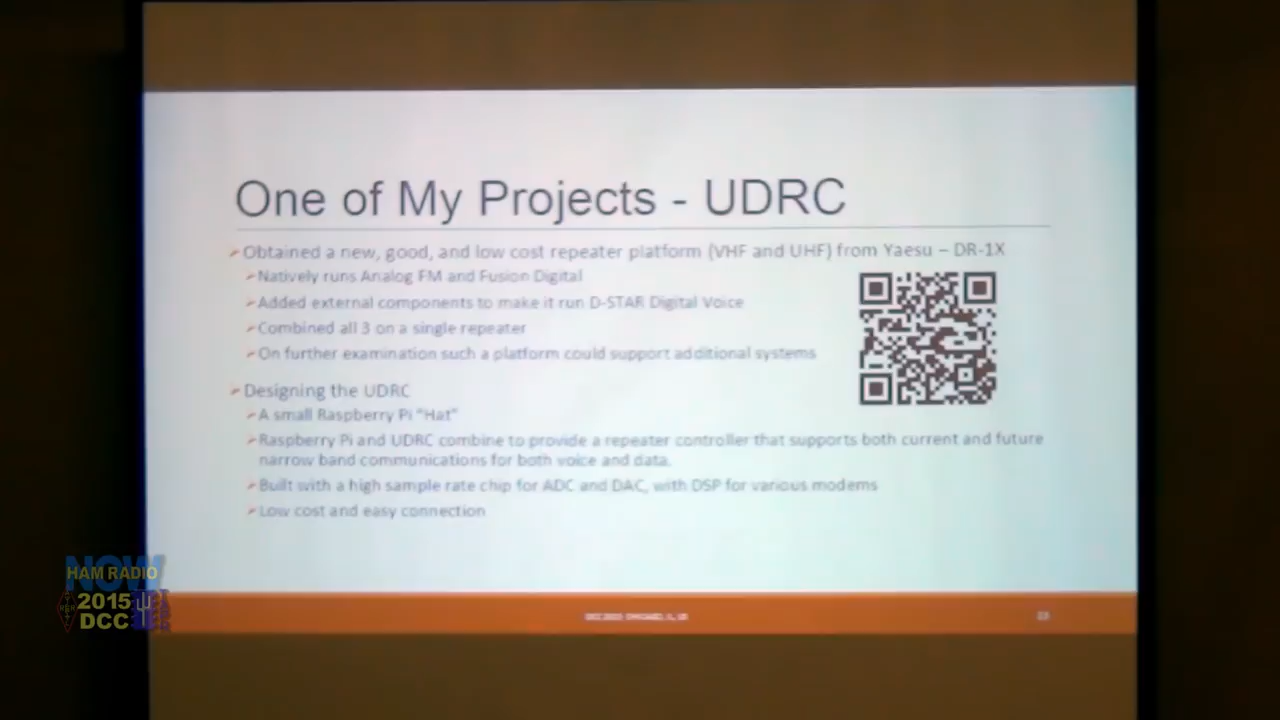 One of My Projects - UDRC
Obtained a new, good, and low cost repeater platform (VHF and UHF) from Yaesu – DR-1X
Natively runs Analog FM and Fusion Digital
Added external components to make it run D-STAR Digital Voice
Combined all 3 on a single repeater
On further examination such a platform could support additional systems
Designing the UDRC
A small Raspberry Pi "Hat"
Raspberry Pi and UDRC combine to provide a repeater controller that supports both current and future
narrow band communications for both voice and data.
Built with a high sample rate chip for ADC and DAC, with DSP for various modems
Low cost and easy connection
NOW
HAM RADIO
2015
DCC